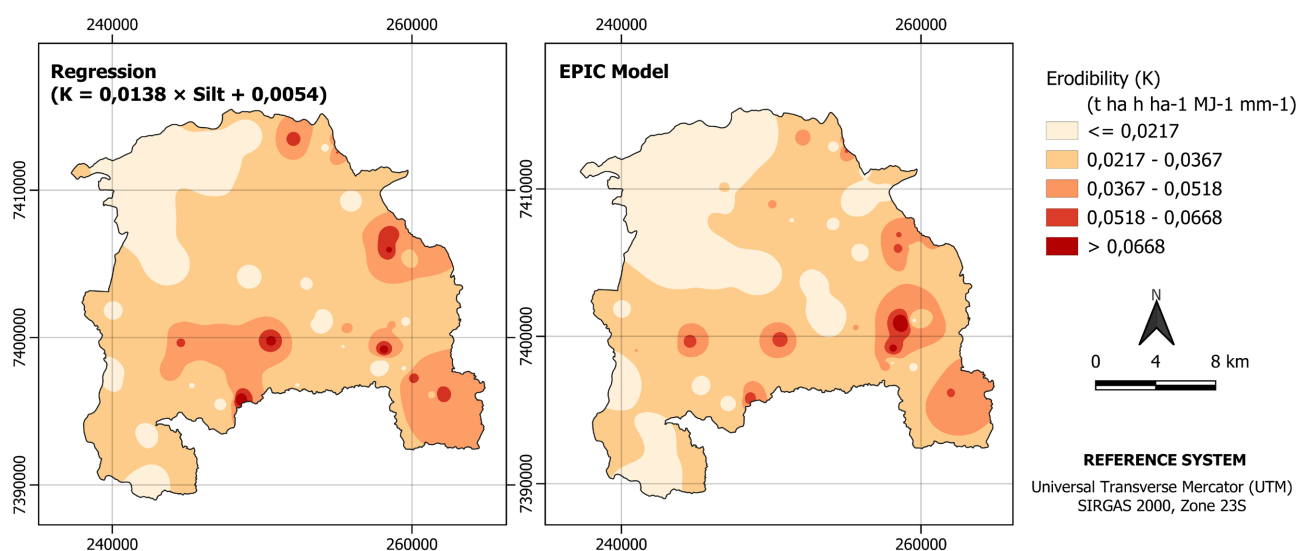 240000
260000
240000
260000
Regression
(K = 0,0138 × Silt + 0,0054)
EPIC Model
7410000
7400000
7390000
7410000
7400000
7390000
240000
260000
240000
260000
Erodibility (K)
(t ha h ha-1 MJ-1 mm-1)
<= 0,0217
0,0217 - 0,0367
0,0367 - 0,0518
0,0518 - 0,0668
> 0,0668
N
0 4 8 km
REFERENCE SYSTEM
Universal Transverse Mercator (UTM)
SIRGAS 2000, Zone 23S